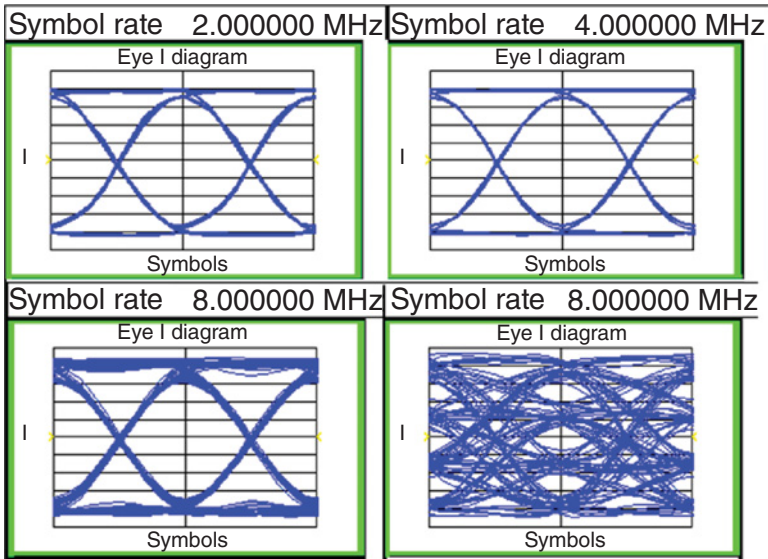 Symbol rate 2.000000 MHz
Eye I diagram
I
Symbols
Symbol rate 4.000000 MHz
Eye I diagram
I
Symbols
Symbol rate 8.000000 MHz
Eye I diagram
I
Symbols
Symbol rate 8.000000 MHz
Eye I diagram
I
Symbols